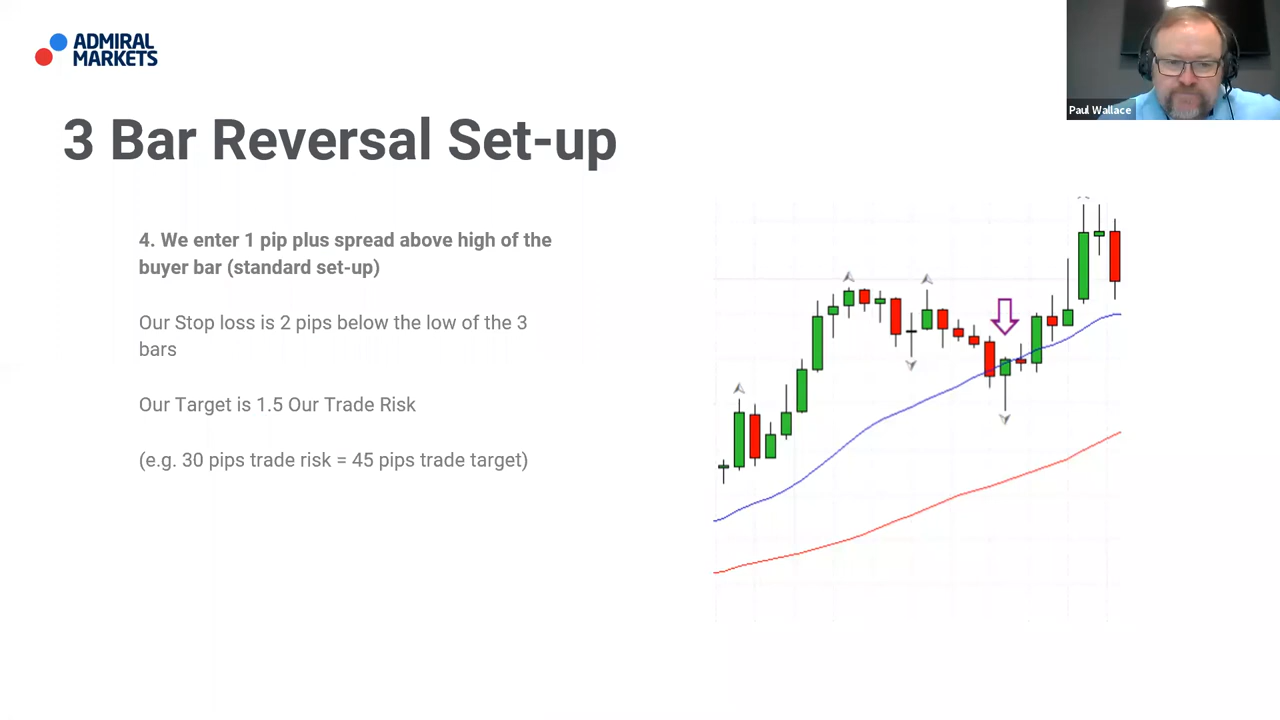 ADMIRAL
MARKETS
Paul Wallace
3 Bar Reversal Set-up
4. We enter 1 pip plus spread above high of the
buyer bar (standard set-up)
Our Stop loss is 2 pips below the low of the 3
bars
Our Target is 1.5 Our Trade Risk
(e.g. 30 pips trade risk = 45 pips trade target)